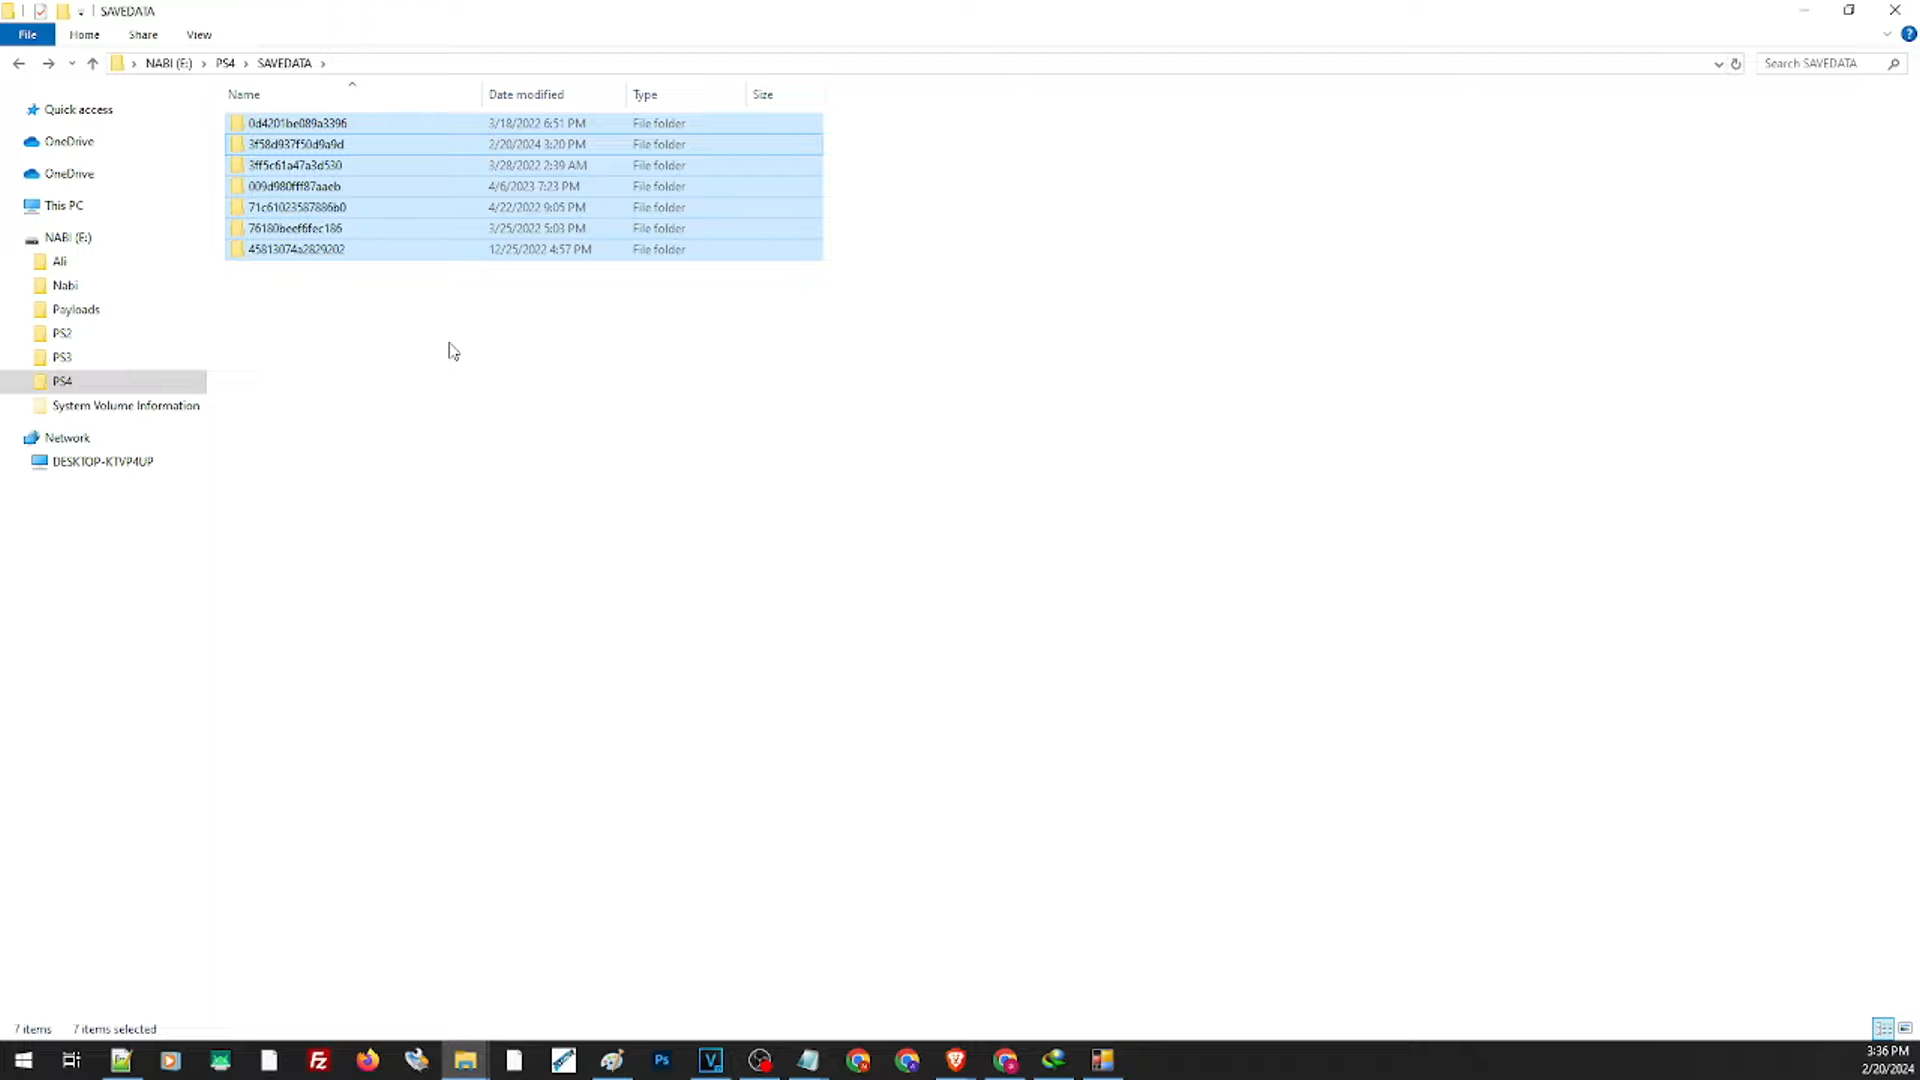 SAVEDATA
File Home Share View
NABI (E:) PS4 SAVEDATA Search SAVEDATA
Name Date modified Type Size
0d4201be089a3396 3/18/2022 6:51 PM File folder
3f58d937f50d9a9d 2/20/2024 3:20 PM File folder
3ff5c61a47a3d530 3/28/2022 2:39 AM File folder
009d980fff87aaeb 4/6/2023 7:23 PM File folder
71c61023587886b0 4/22/2022 9:05 PM File folder
76180beef6fec186 3/25/2022 5:03 PM File folder
45813074a2829202 12/25/2022 4:57 PM File folder
Quick access
OneDrive
OneDrive
This PC
NABI (E:)
Ali
Nabi
Payloads
PS2
PS3
PS4
System Volume Information
Network
DESKTOP-KTVP4UP
7 items 7 items selected
Fz Ps V
3:36 PM
2/20/2024